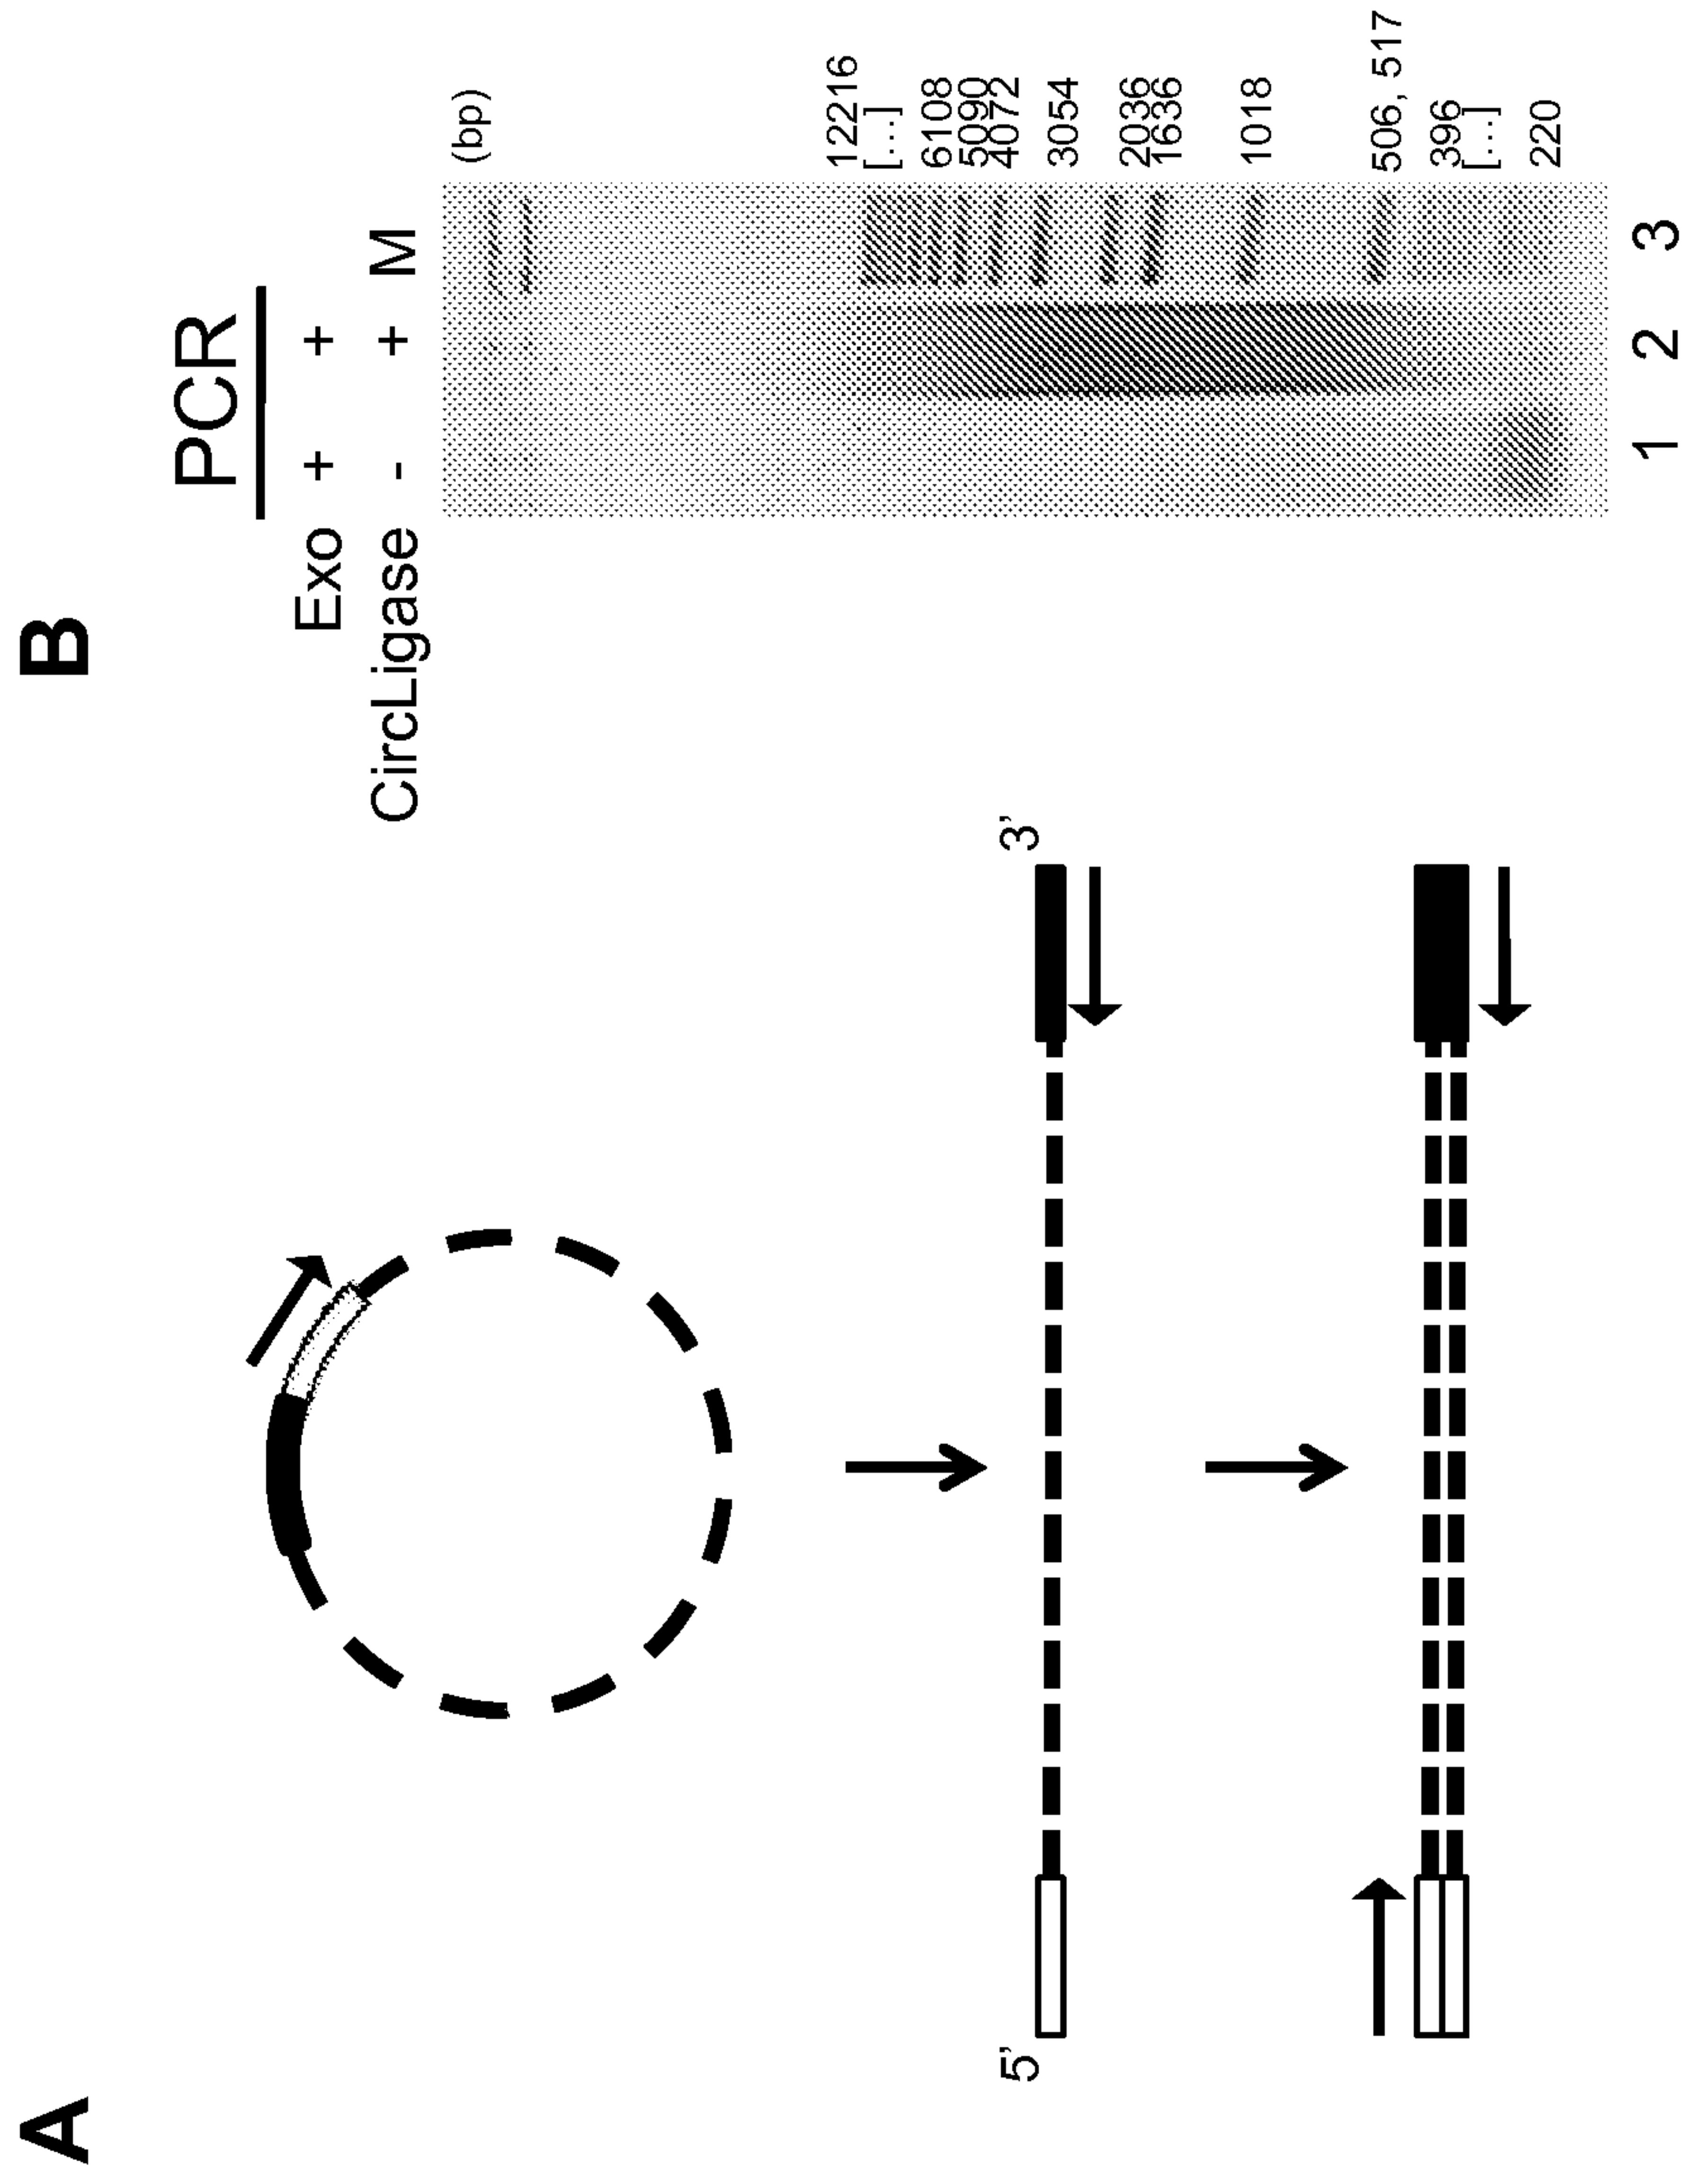 A
5'
3'
B
PCR
Exo + +
CircLigase - + M
(bp)
12216
[...]
6108
5090
4072
3054
2036
1636
1018
506, 517
396
[...]
220
1 2 3